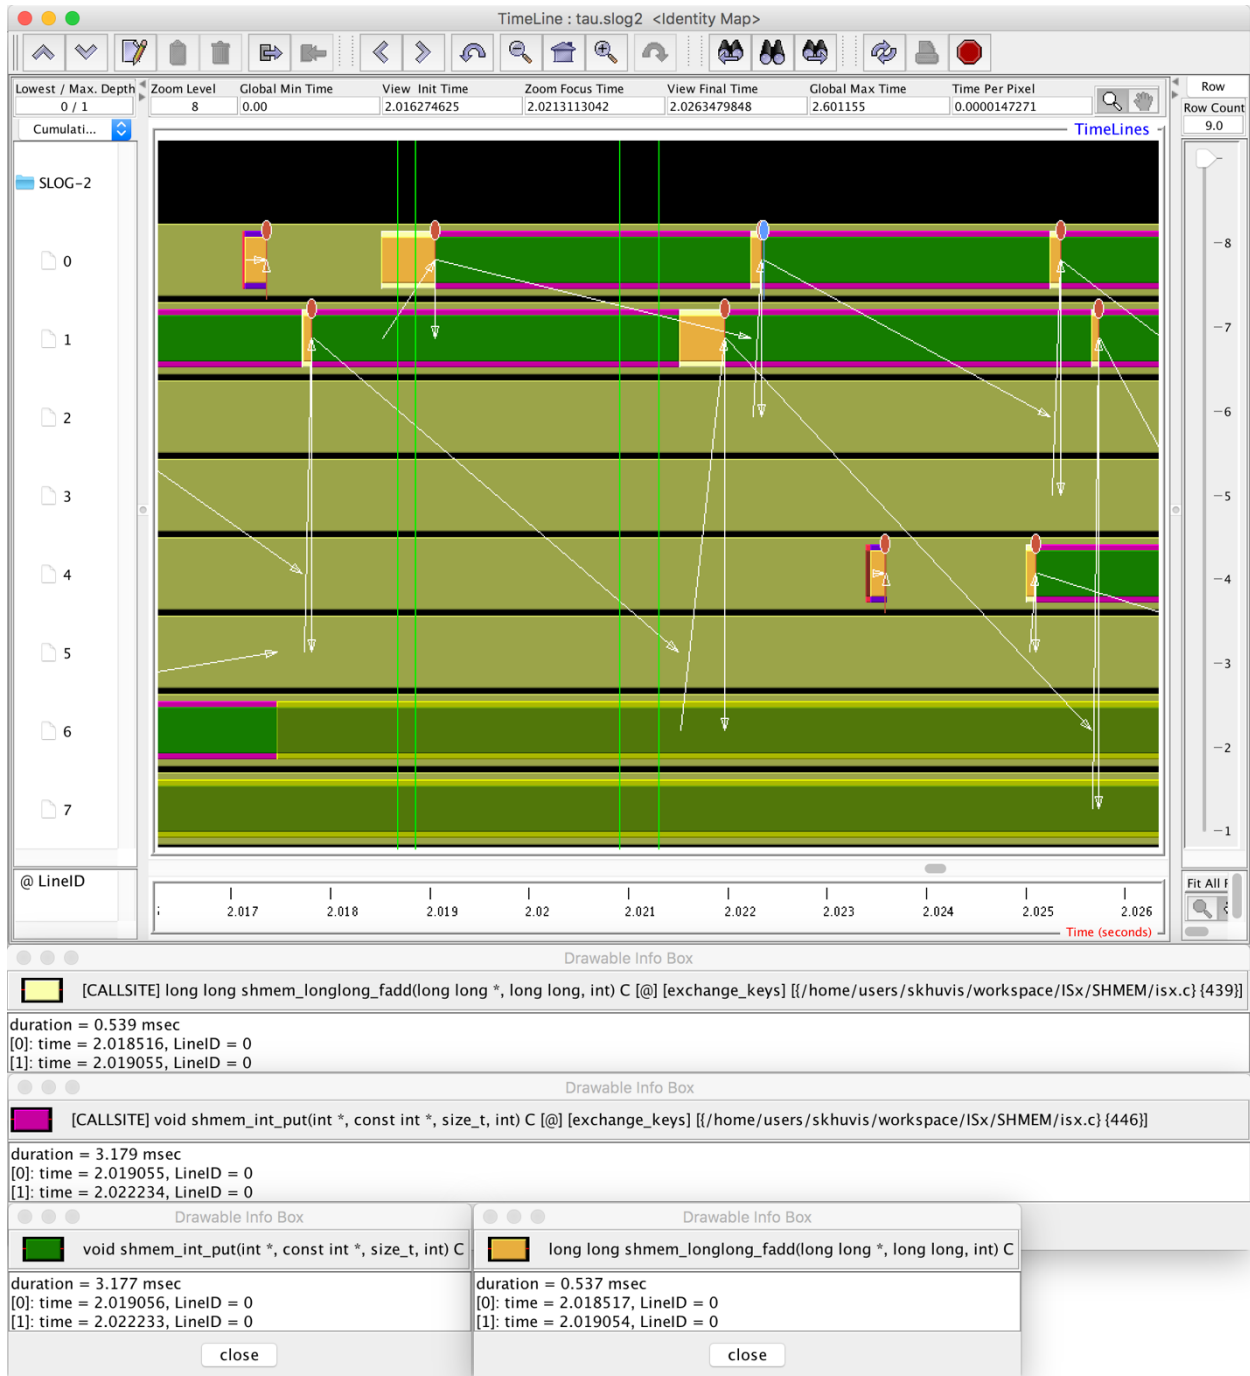 TimeLine : tau.slog2 <Identity Map>
Lowest / Max. Depth
0 / 1
Zoom Level
8
Global Min Time
0.00
View Init Time
2.016274625
Zoom Focus Time
2.0213113042
View Final Time
2.0263479848
Global Max Time
2.601155
Time Per Pixel
0.0000147271
Row
Row Count
9.0
Cumulati...
TimeLines
SLOG-2
0
1
2
3
4
5
6
7
8
7
6
5
4
3
2
1
@ LineID
Fit All
2.017 2.018 2.019 2.02 2.021 2.022 2.023 2.024 2.025 2.026
Time (seconds)
Drawable Info Box
[CALLSITE] long long shmem_longlong_fadd(long long *, long long, int) C [@] [exchange_keys] [{/home/users/skhuvis/workspace/ISx/SHMEM/isx.c} {439}]
duration = 0.539 msec
[0]: time = 2.018516, LineID = 0
[1]: time = 2.019055, LineID = 0
Drawable Info Box
[CALLSITE] void shmem_int_put(int *, const int *, size_t, int) C [@] [exchange_keys] [{/home/users/skhuvis/workspace/ISx/SHMEM/isx.c} {446}]
duration = 3.179 msec
[0]: time = 2.019055, LineID = 0
[1]: time = 2.022234, LineID = 0
Drawable Info Box
void shmem_int_put(int *, const int *, size_t, int) C
duration = 3.177 msec
[0]: time = 2.019056, LineID = 0
[1]: time = 2.022233, LineID = 0
close
Drawable Info Box
long long shmem_longlong_fadd(long long *, long long, int) C
duration = 0.537 msec
[0]: time = 2.018517, LineID = 0
[1]: time = 2.019054, LineID = 0
close